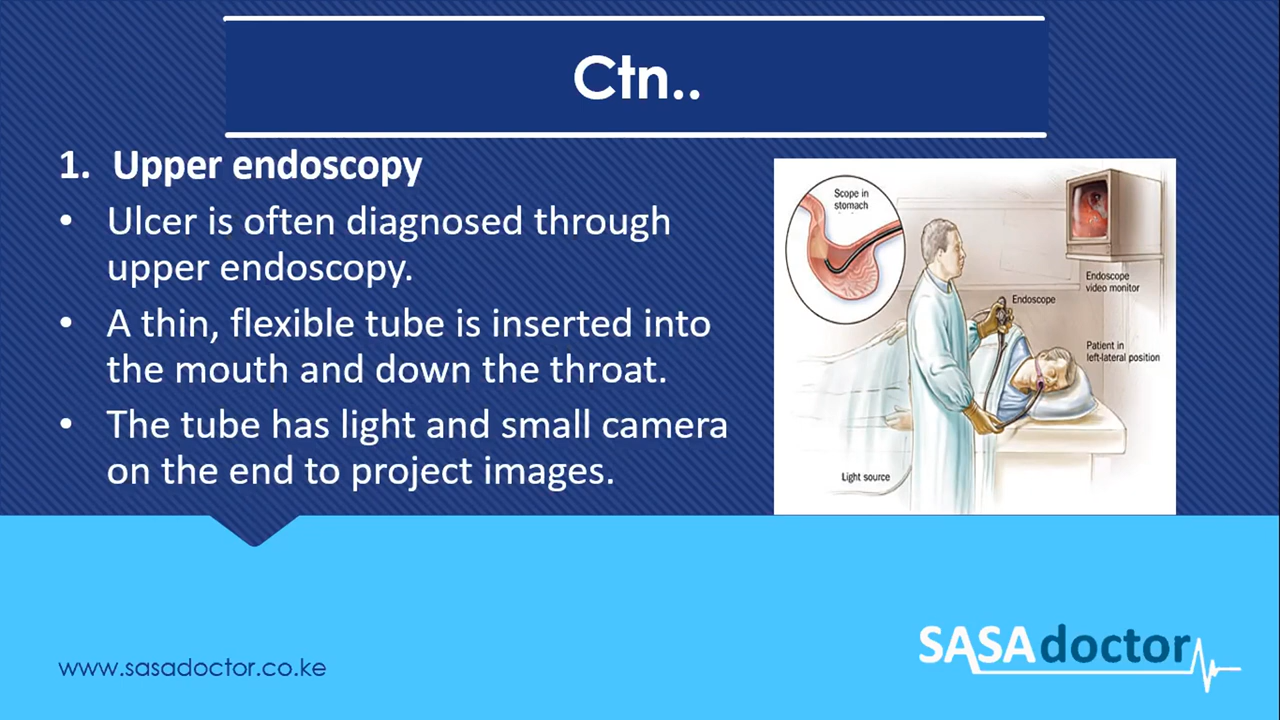 Ctn..
1. Upper endoscopy
• Ulcer is often diagnosed through
upper endoscopy.
• A thin, flexible tube is inserted into
the mouth and down the throat.
• The tube has light and small camera
on the end to project images.
Scope in
stomach
Endoscope
video monitor
Endoscope
Patient in
left-lateral position
Light source
www.sasadoctor.co.ke
SASAdoctor